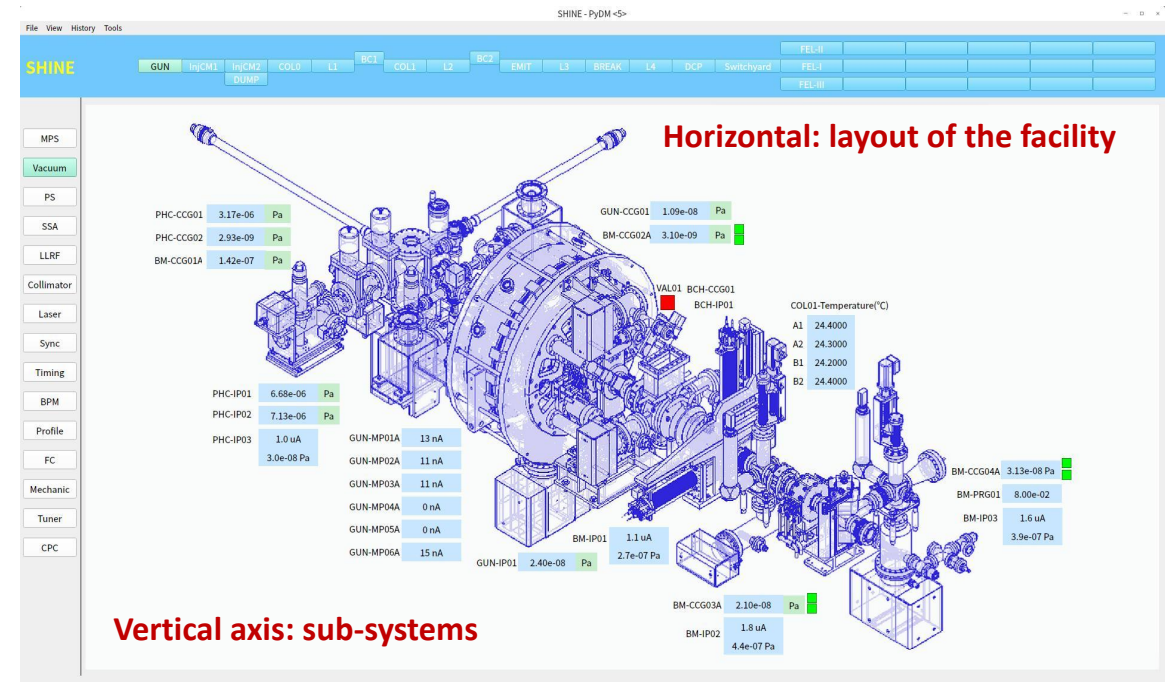 SHINE - PyDM <5>
File View History Tools
SHINE
GUN InjCM1 InjCM2 COL0 L1 BC1 COL1 L2 BC2 EMIT L3 BREAK L4 DCP Switchyard
DUMP
FEL-II
FEL-I
FEL-III
MPS
Vacuum
PS
SSA
LLRF
Collimator
Laser
Sync
Timing
BPM
Profile
FC
Mechanic
Tuner
CPC
Horizontal: layout of the facility
PHC-CCG01 3.17e-06 Pa
PHC-CCG02 2.93e-09 Pa
BM-CCG01A 1.42e-07 Pa
GUN-CCG01 1.09e-08 Pa
BM-CCG02A 3.10e-09 Pa
VAL01 BCH-CCG01
BCH-IP01
COL01-Temperature(℃)
A1 24.4000
A2 24.3000
B1 24.2000
B2 24.4000
PHC-IP01 6.68e-06 Pa
PHC-IP02 7.13e-06 Pa
PHC-IP03 1.0 uA
3.0e-08 Pa
GUN-MP01A 13 nA
GUN-MP02A 11 nA
GUN-MP03A 11 nA
GUN-MP04A 0 nA
GUN-MP05A 0 nA
GUN-MP06A 15 nA
GUN-IP01 2.40e-08 Pa
BM-IP01 1.1 uA
2.7e-07 Pa
BM-CCG04A 3.13e-08 Pa
BM-PRG01 8.00e-02
BM-IP03 1.6 uA
3.9e-07 Pa
BM-CCG03A 2.10e-08 Pa
BM-IP02 1.8 uA
4.4e-07 Pa
Vertical axis: sub-systems